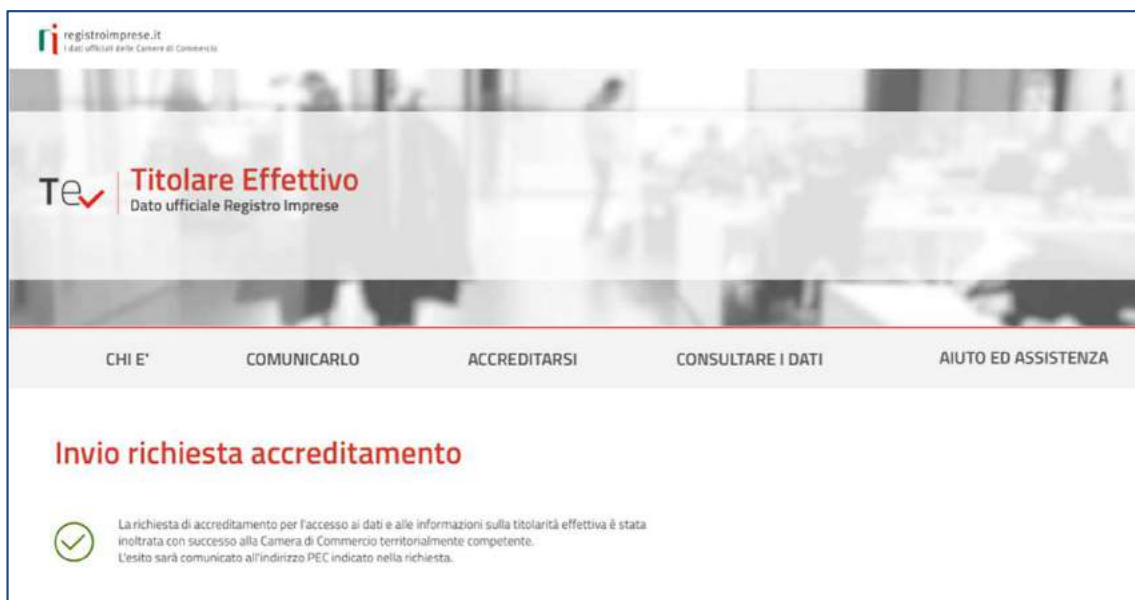 registroimprese.it
I dati ufficiali delle Camere di Commercio
Te
Titolare Effettivo
Dato ufficiale Registro Imprese
CHI E' COMUNICARLO ACCREDITARSI CONSULTARE I DATI AIUTO ED ASSISTENZA
Invio richiesta accreditamento
La richiesta di accreditamento per l'accesso ai dati e alle informazioni sulla titolarità effettiva è stata
inoltrata con successo alla Camera di Commercio territorialmente competente.
L'esito sarà comunicato all'indirizzo PEC indicato nella richiesta.